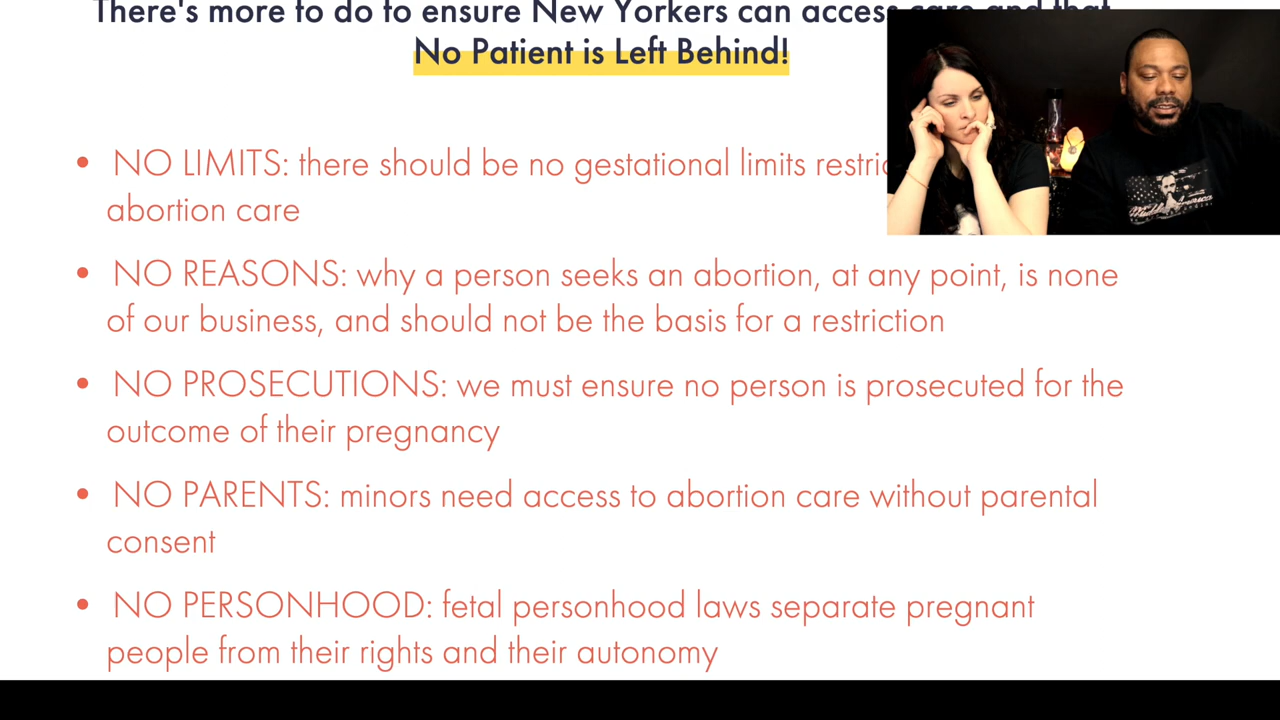 There's more to do to ensure New Yorkers can access care and that
No Patient is Left Behind!
• NO LIMITS: there should be no gestational limits
abortion care
• NO REASONS: why a person seeks an abortion, at any point, is none
of our business, and should not be the basis for a restriction
• NO PROSECUTIONS: we must ensure no person is prosecuted for the
outcome of their pregnancy
• NO PARENTS: minors need access to abortion care without parental
consent
• NO PERSONHOOD: fetal personhood laws separate pregnant
people from their rights and their autonomy